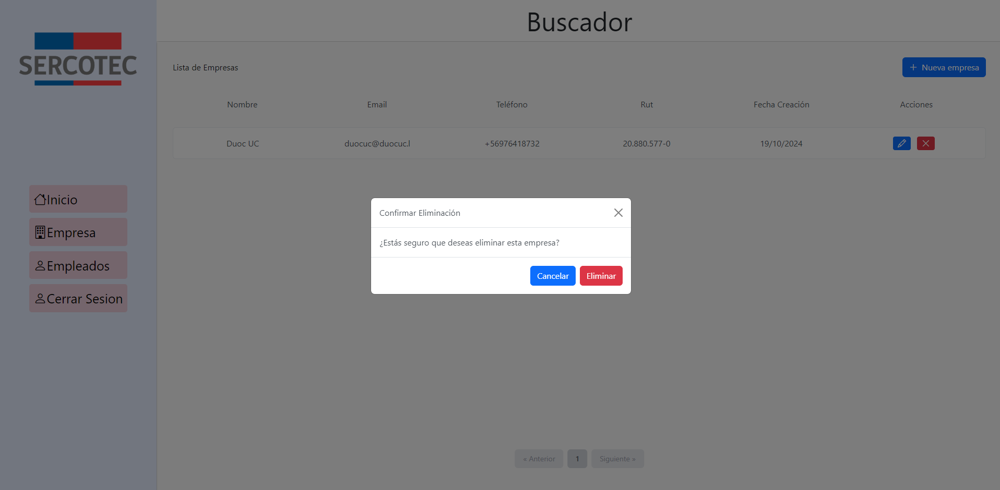 SERCOTEC
Inicio
Empresa
Empleados
Cerrar Sesion
Buscador
Lista de Empresas
Nueva empresa
Nombre Email Teléfono Rut Fecha Creación Acciones
Duoc UC duocuc@duocuc.l +56976418732 20.880.577-0 19/10/2024
Confirmar Eliminación
¿Estás seguro que deseas eliminar esta empresa?
Cancelar Eliminar
« Anterior 1 Siguiente »